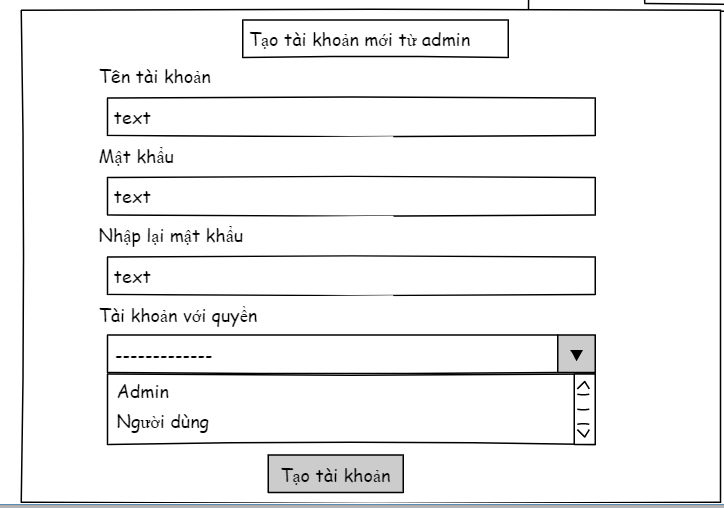 Tạo tài khoản mới từ admin
Tên tài khoản
text
Mật khẩu
text
Nhập lại mật khẩu
text
Tài khoản với quyền
-------------
Admin
Người dùng
Tạo tài khoản